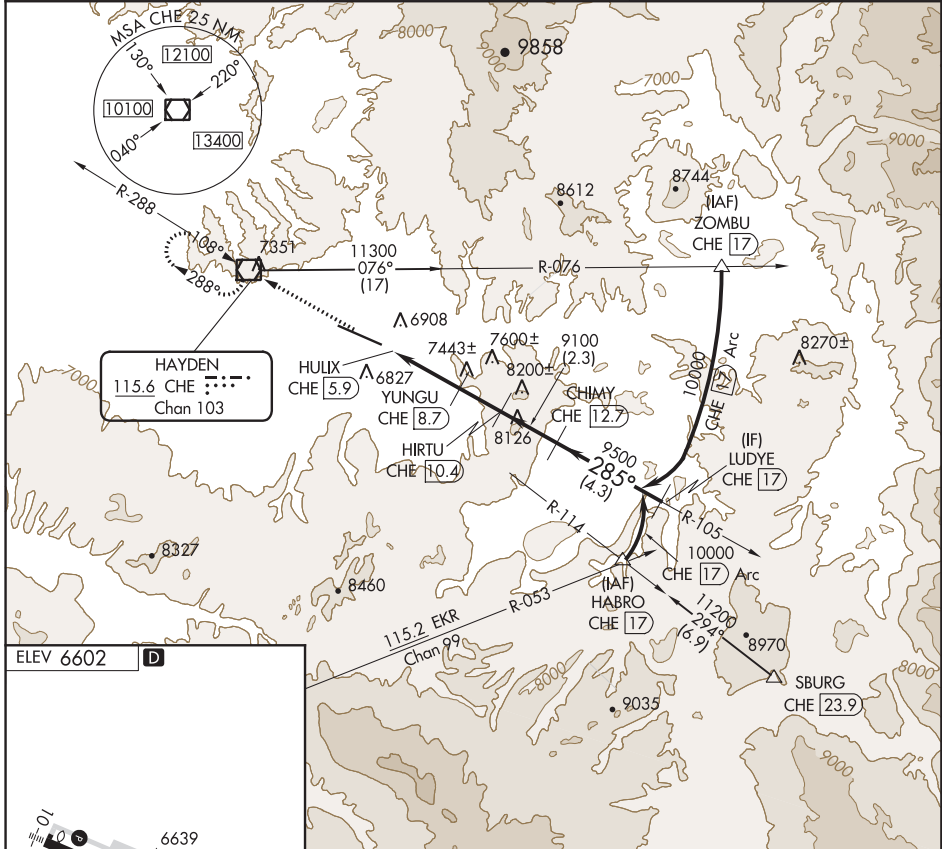 MSA CHE 25 NM
130°
12100
220°
10100
040°
13400
8000
9858
7000
9000
R-288
8612
8744
(IAF)
ZOMBU
CHE 17
108°
7351
288°
11300
076°
(17)
R-076
6908
HAYDEN
115.6 CHE
Chan 103
HULIX
CHE 5.9
6827
7443±
7600±
8200±
9100
(2.3)
8270±
10000
CHE 17 Arc
YUNGU
CHE 8.7
CHIMY
CHE 12.7
8126
HIRTU
CHE 10.4
9500
285°
(4.3)
(IF)
LUDYE
CHE 17
R-114
R-105
8327
8460
10000
CHE 17 Arc
(IAF)
HABRO
CHE 17
R-053
115.2 EKR
Chan 99
11200
294°
(6.9)
8970
ELEV 6602
D
8000
9035
SBURG
CHE 23.9
8000
9000
10
P
6639